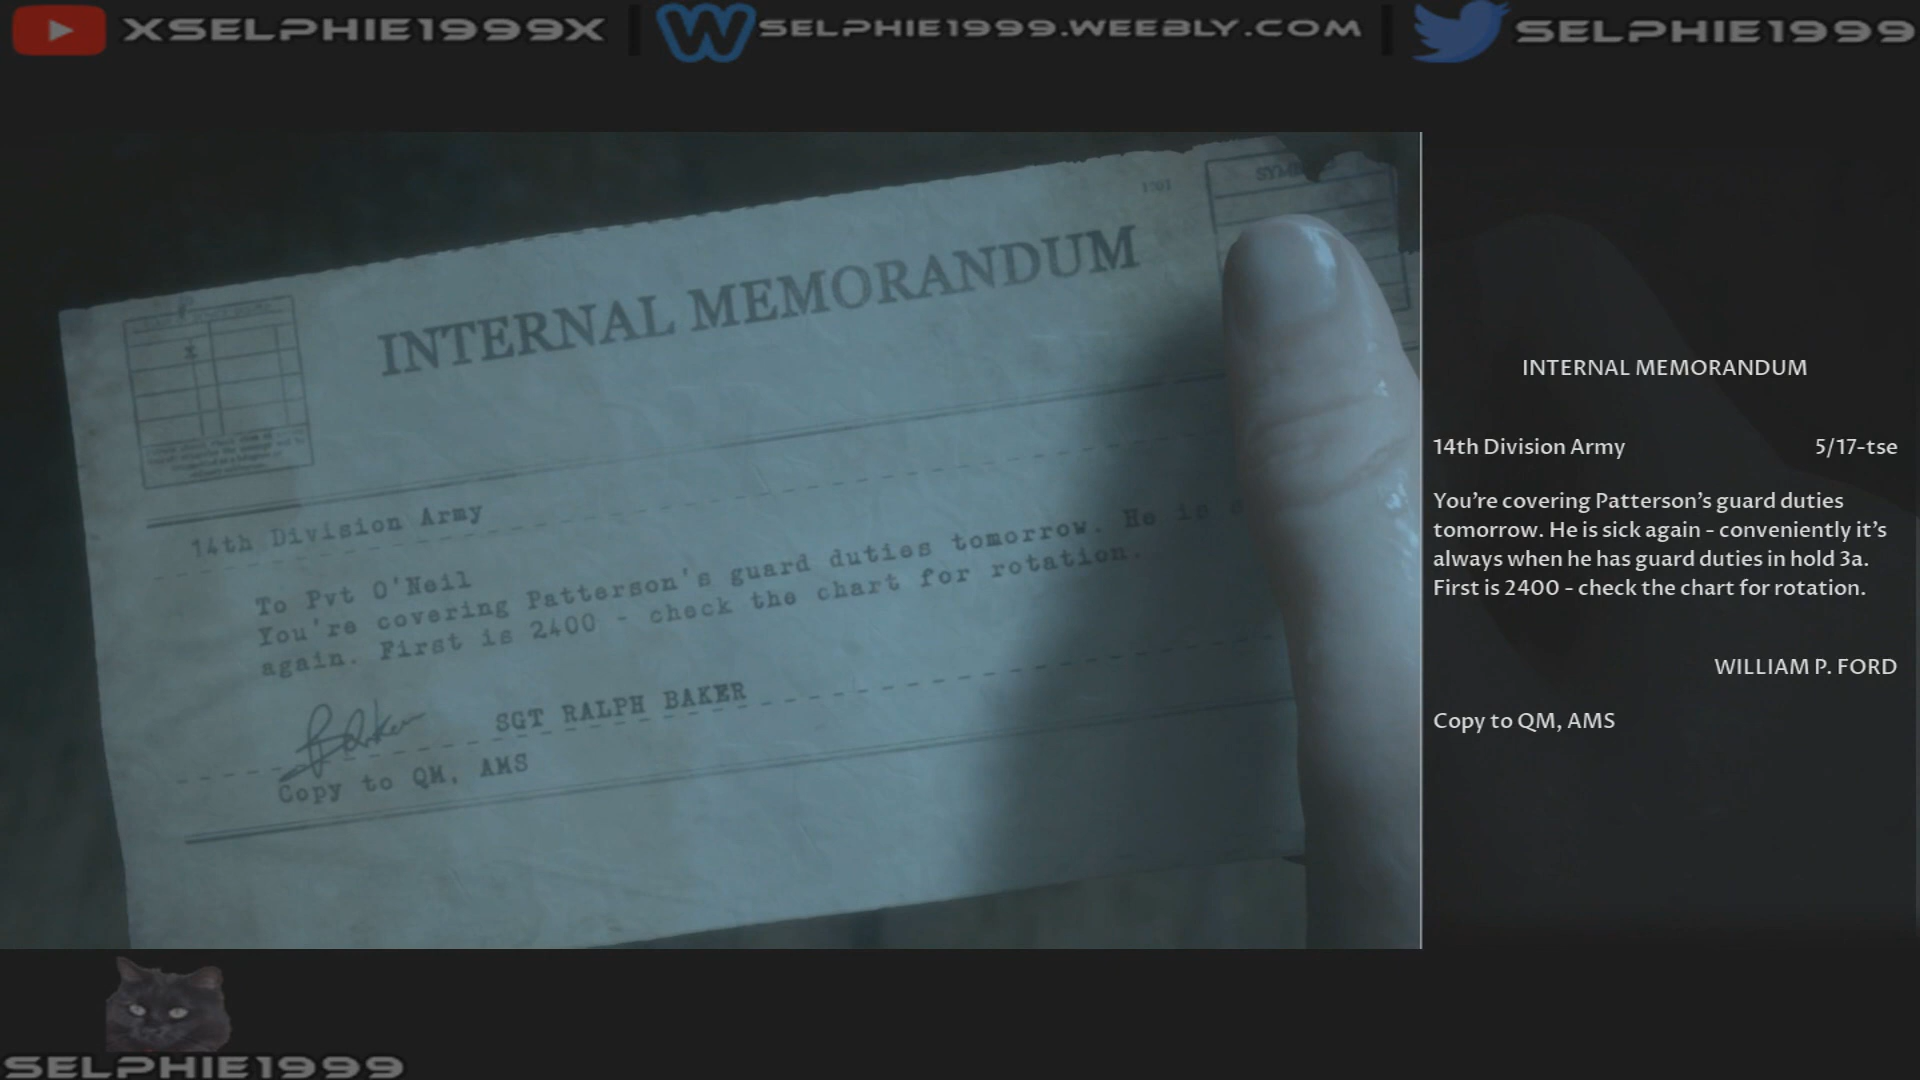 XSELPHIE1999X | SELPHIE1999.WEEBLY.COM | SELPHIE1999
1701
INTERNAL MEMORANDUM
X
14th Division Army
To Pvt O'Neil
You're covering Patterson's guard duties tomorrow. He is
again. First is 2400 - check the chart for rotation.
Baker SGT RALPH BAKER
Copy to QM, AMS
INTERNAL MEMORANDUM
14th Division Army 5/17-tse
You’re covering Patterson’s guard duties
tomorrow. He is sick again - conveniently it’s
always when he has guard duties in hold 3a.
First is 2400 - check the chart for rotation.
WILLIAM P. FORD
Copy to QM, AMS
SELPHIE1999